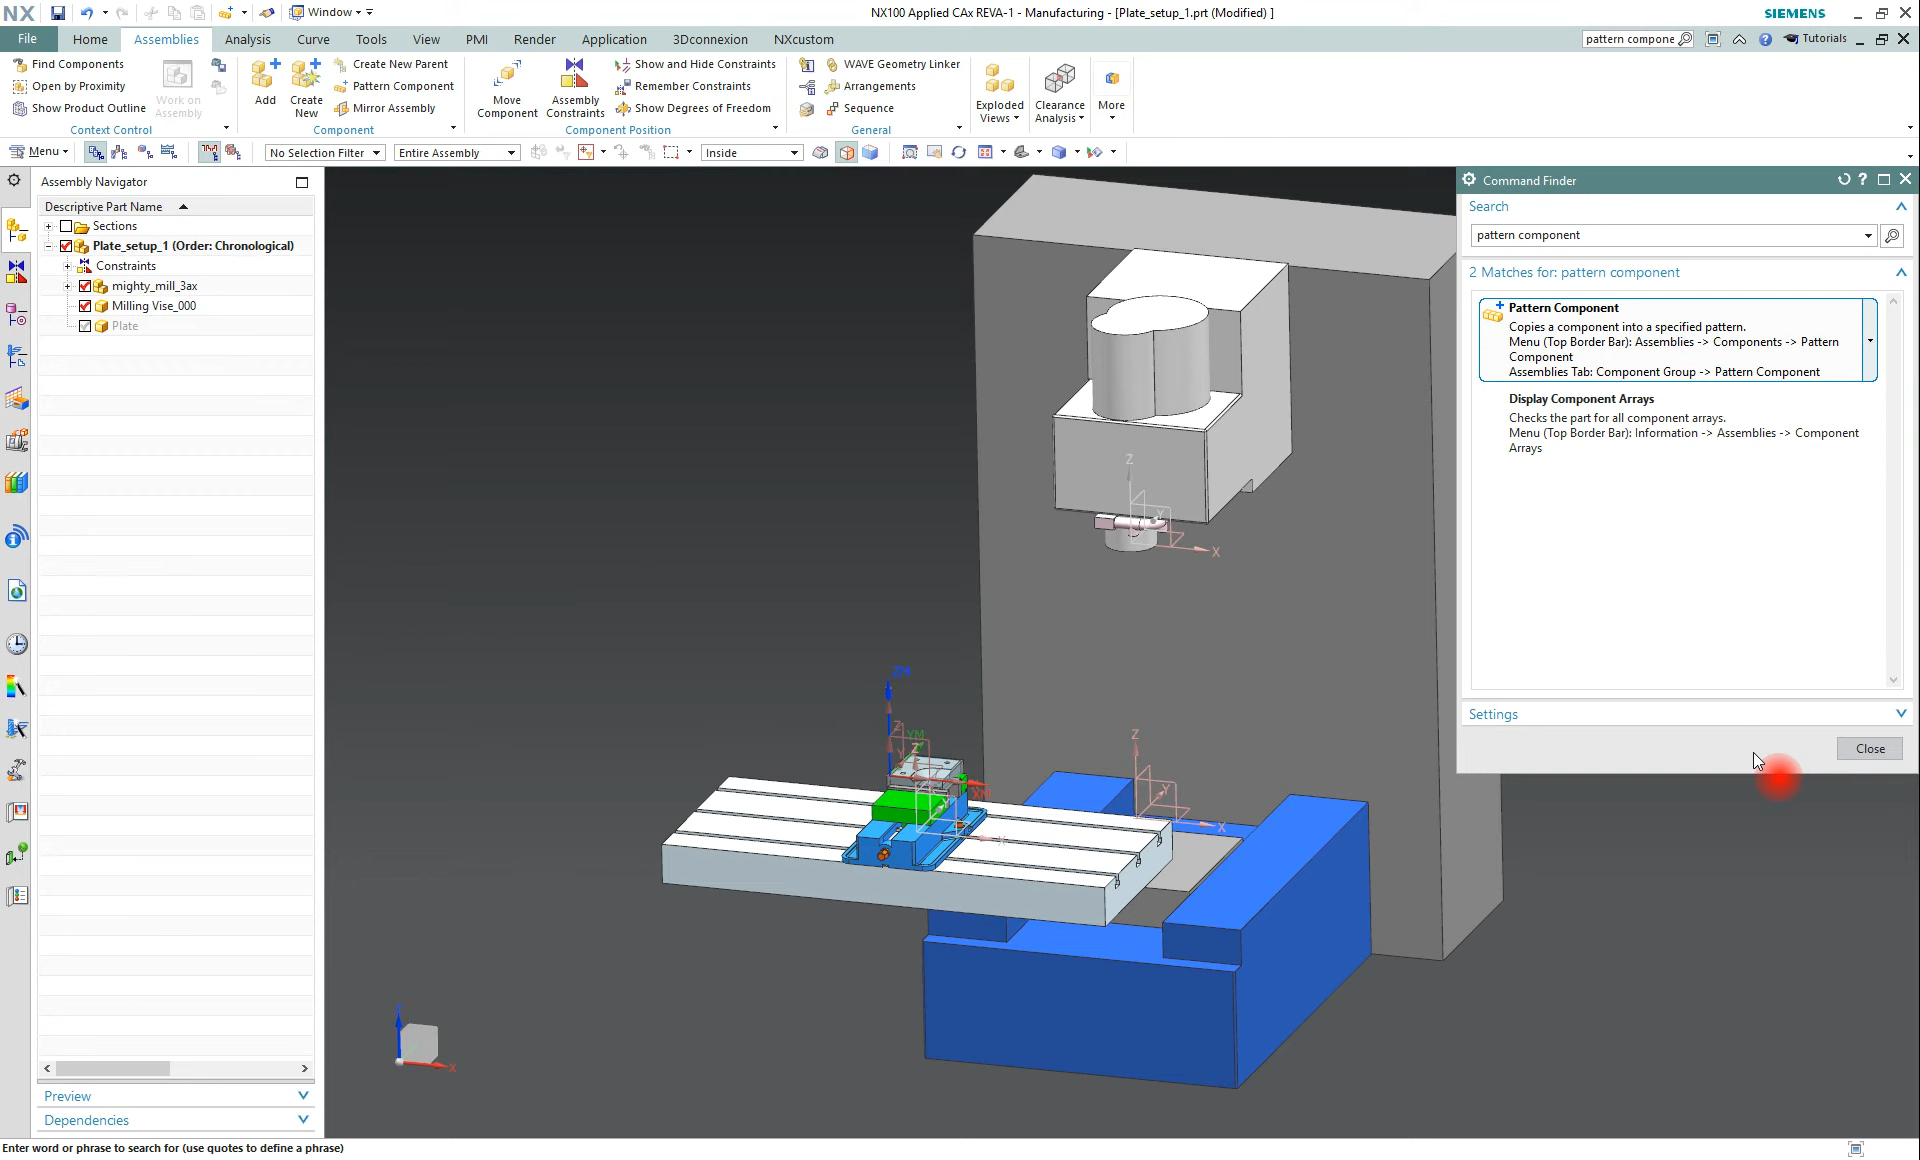 NX
Window
NX100 Applied CAx REVA-1 - Manufacturing - [Plate_setup_1.prt (Modified) ]
SIEMENS
File
Home
Assemblies
Analysis
Curve
Tools
View
PMI
Render
Application
3Dconnexion
NXcustom
pattern compone
Tutorials
Find Components
Open by Proximity
Show Product Outline
Work on
Assembly
Context Control
Add
Create
New
Create New Parent
Pattern Component
Mirror Assembly
Component
Move
Component
Assembly
Constraints
Show and Hide Constraints
Remember Constraints
Show Degrees of Freedom
Component Position
WAVE Geometry Linker
Arrangements
Sequence
General
Exploded
Views
Clearance
Analysis
More
Menu
No Selection Filter
Entire Assembly
Inside
Assembly Navigator
Descriptive Part Name
Sections
Plate_setup_1 (Order: Chronological)
Constraints
mighty_mill_3ax
Milling Vise_000
Plate
Preview
Dependencies
Command Finder
Search
pattern component
2 Matches for: pattern component
Pattern Component
Copies a component into a specified pattern.
Menu (Top Border Bar): Assemblies -> Components -> Pattern
Component
Assemblies Tab: Component Group -> Pattern Component
Display Component Arrays
Checks the part for all component arrays.
Menu (Top Border Bar): Information -> Assemblies -> Component
Arrays
Settings
Close
Z
Y
X
ZM
Z
YM
Z
Y
XM
Y
X
Z
Y
X
X
Enter word or phrase to search for (use quotes to define a phrase)